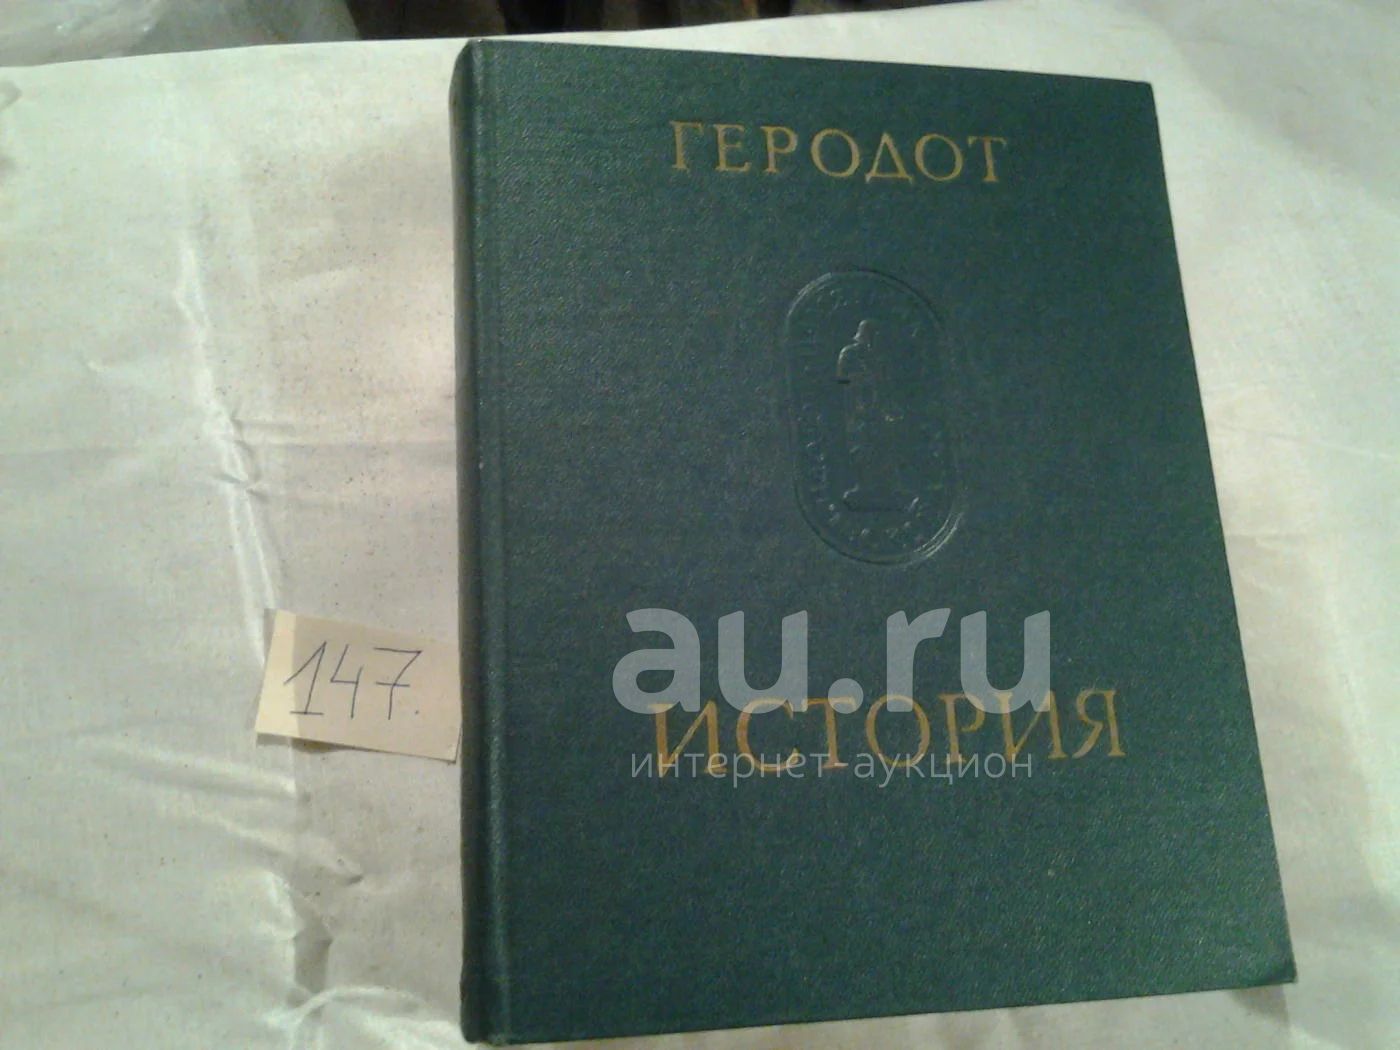 ГЕРОДОТ
147.
au.ru
ИСТОРИЯ
интернет-аукцион